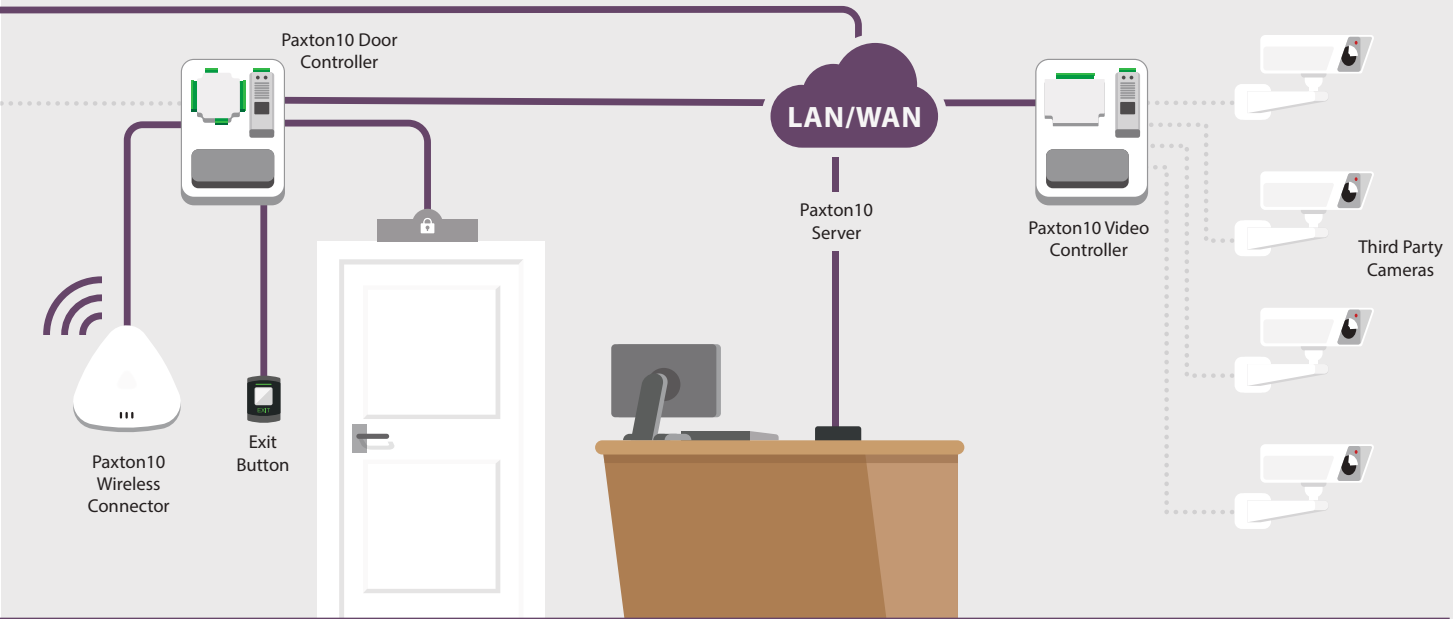 Paxton10 Door
Controller
LAN/WAN
Paxton10
Server
Paxton10 Video
Controller
Third Party
Cameras
EXIT
Exit
Button
Paxton10
Wireless
Connector